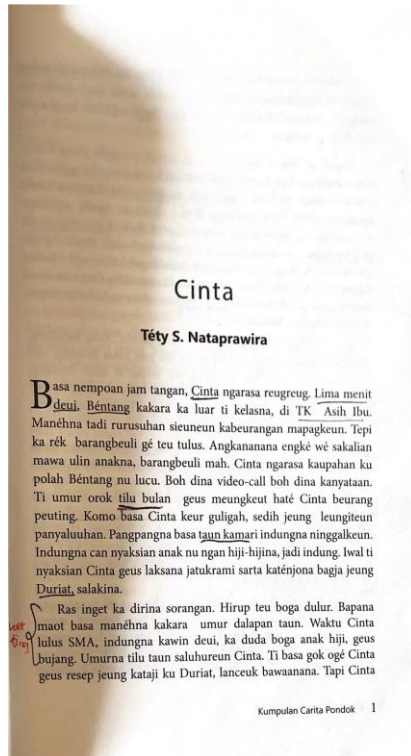 Cinta
Téty S. Nataprawira
Basa nempoan jam tangan, Cinta ngarasa reugreug. Lima menit
deui, Béntang kakara ka luar ti kelasna, di TK Asih Ibu.
Manéhna tadi rurusuhan sieuneun kabeurangan mapagkeun. Tepi
ka rék barangbeuli gé teu tulus. Angkanana engké wé sakalian
mawa ulin anakna, barangbeuli mah. Cinta ngarasa kaupahan ku
polah Béntang nu lucu. Boh dina video-call boh dina kanyataan.
Ti umur orok tilu bulan geus meungkeut haté Cinta beurang
peuting. Komo basa Cinta keur guligah, sedih jeung leungiteun
panyaluuhan. Pangpangna basa taun kamari indungna ninggalkeun.
Indungna can nyaksian anak nu ngan hiji-hijina, jadi indung. Iwal ti
nyaksian Cinta geus laksana jatukrami sarta katénjona bagja jeung
Duriat, salakina.
Ras inget ka dirina sorangan. Hirup teu boga dulur. Bapana
maot basa manéhna kakara umur dalapan taun. Waktu Cinta
lulus SMA, indungna kawin deui, ka duda boga anak hiji, geus
bujang. Umurna tilu taun saluhureun Cinta. Ti basa gok ogé Cinta
geus resep jeung kataji ku Duriat, lanceuk bawaanana. Tapi Cinta
Kumpulan Carita Pondok 1